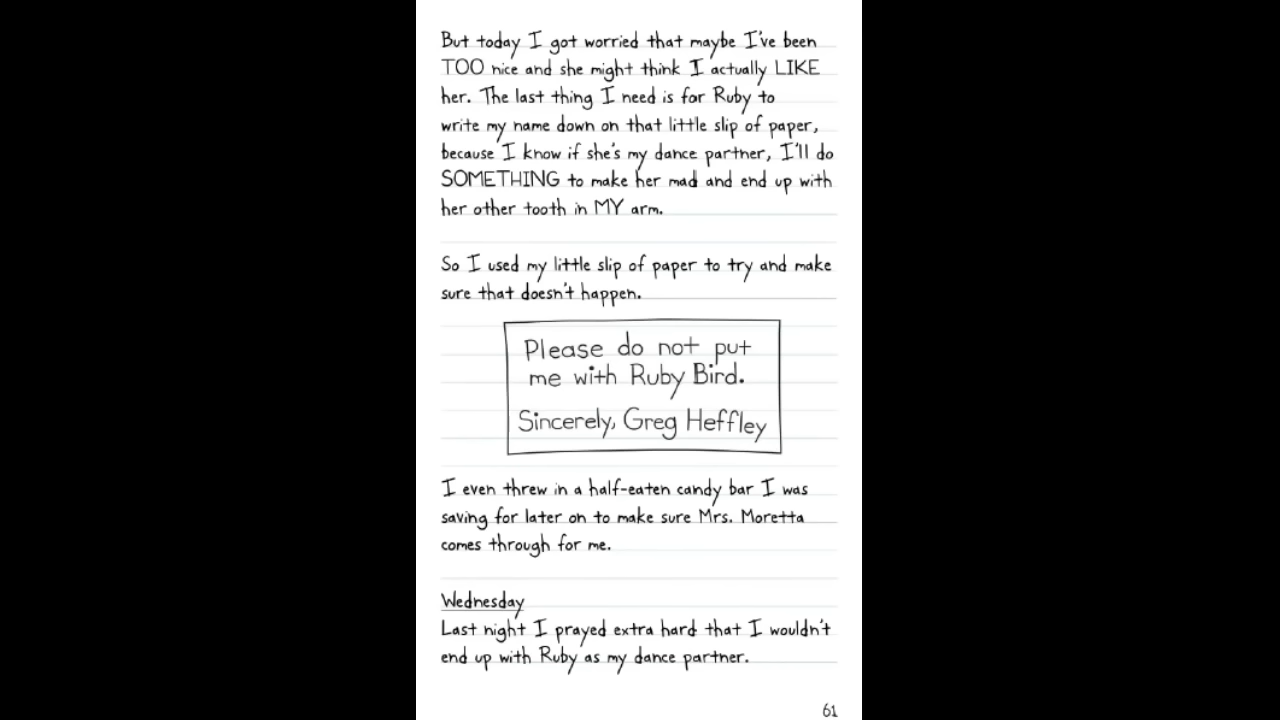 But today I got worried that maybe I've been
TOO nice and she might think I actually LIKE
her. The last thing I need is for Ruby to
write my name down on that little slip of paper,
because I know if she's my dance partner, I'll do
SOMETHING to make her mad and end up with
her other tooth in MY arm.
So I used my little slip of paper to try and make
sure that doesn't happen.
Please do not put
me with Ruby Bird.
Sincerely, Greg Heffley
I even threw in a half-eaten candy bar I was
saving for later on to make sure Mrs. Moretta
comes through for me.
Wednesday
Last night I prayed extra hard that I wouldn't
end up with Ruby as my dance partner.
61